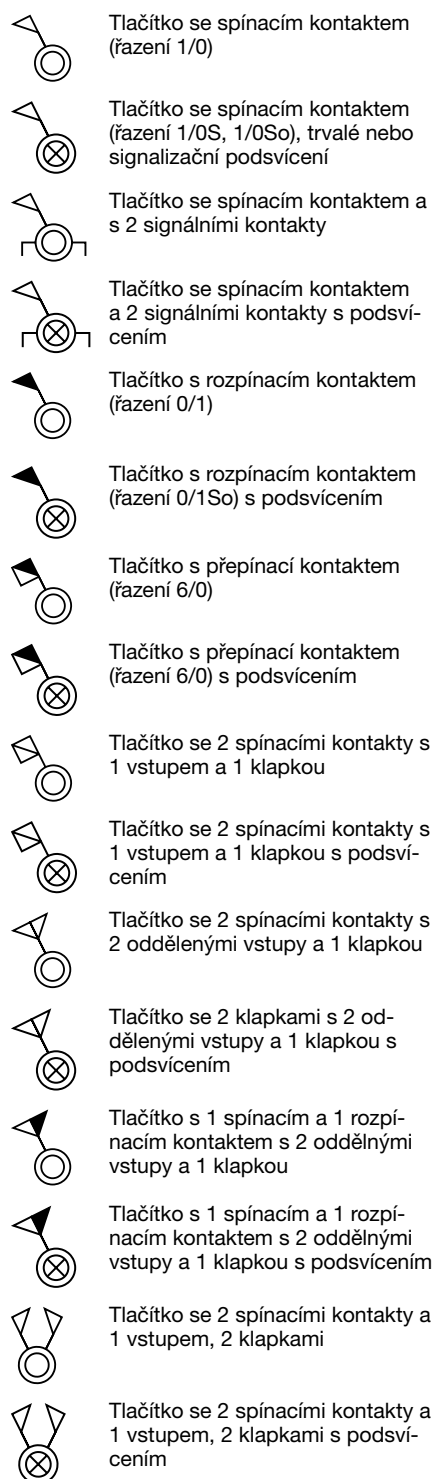 Tlačítko se spínacím kontaktem
(řazení 1/0)
Tlačítko se spínacím kontaktem
(řazení 1/0S, 1/0So), trvalé nebo
signalizační podsvícení
Tlačítko se spínacím kontaktem a
s 2 signálními kontakty
Tlačítko se spínacím kontaktem
a 2 signálními kontakty s podsví-
cením
Tlačítko s rozpínacím kontaktem
(řazení 0/1)
Tlačítko s rozpínacím kontaktem
(řazení 0/1So) s podsvícením
Tlačítko s přepínací kontaktem
(řazení 6/0)
Tlačítko s přepínací kontaktem
(řazení 6/0) s podsvícením
Tlačítko se 2 spínacími kontakty s
1 vstupem a 1 klapkou
Tlačítko se 2 spínacími kontakty s
1 vstupem a 1 klapkou s podsví-
cením
Tlačítko se 2 spínacími kontakty s
2 oddělenými vstupy a 1 klapkou
Tlačítko se 2 klapkami s 2 od-
dělenými vstupy a 1 klapkou s
podsvícením
Tlačítko s 1 spínacím a 1 rozpí-
nacím kontaktem s 2 oddělnými
vstupy a 1 klapkou
Tlačítko s 1 spínacím a 1 rozpí-
nacím kontaktem s 2 oddělnými
vstupy a 1 klapkou s podsvícením
Tlačítko se 2 spínacími kontakty a
1 vstupem, 2 klapkami
Tlačítko se 2 spínacími kontakty a
1 vstupem, 2 klapkami s podsví-
cením